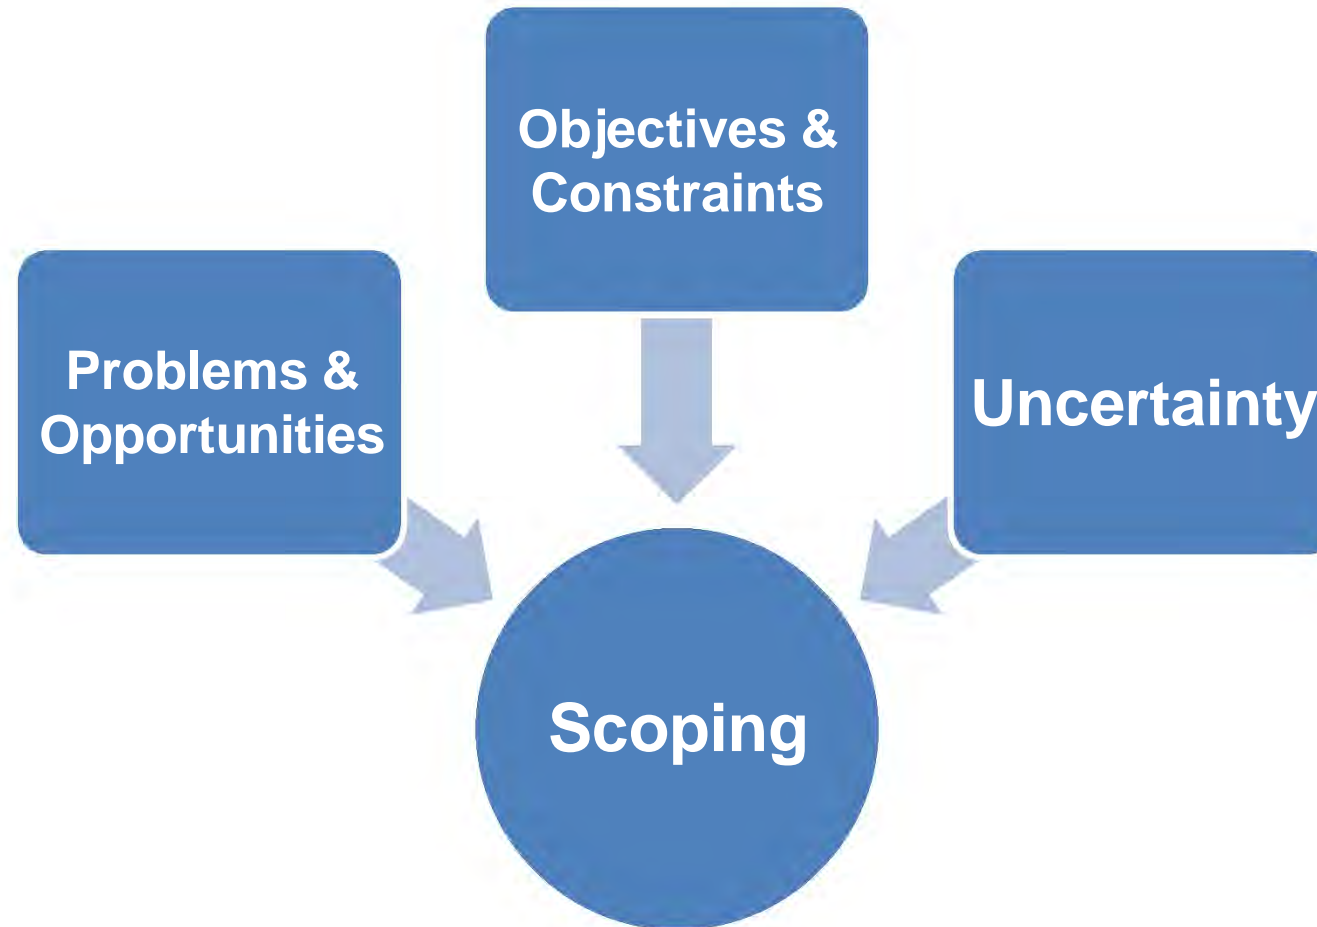 Objectives &
Constraints
Problems &
Opportunities
Uncertainty
Scoping